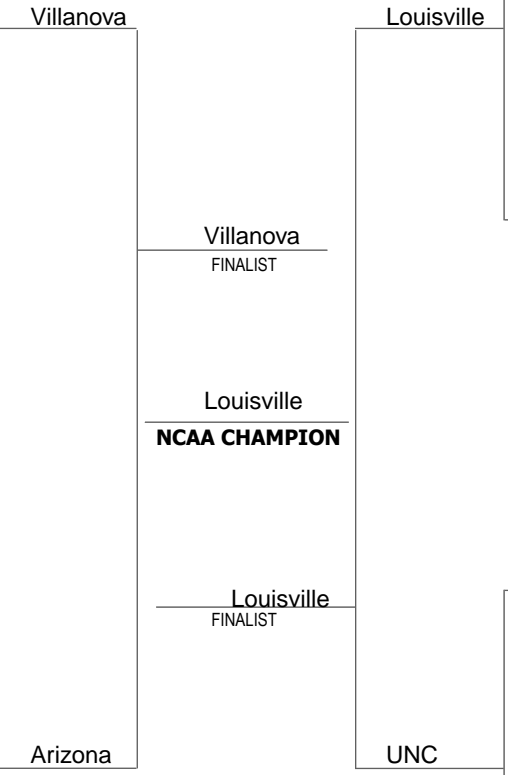 Villanova
Louisville
Villanova
FINALIST
Louisville
NCAA CHAMPION
Louisville
FINALIST
Arizona
UNC